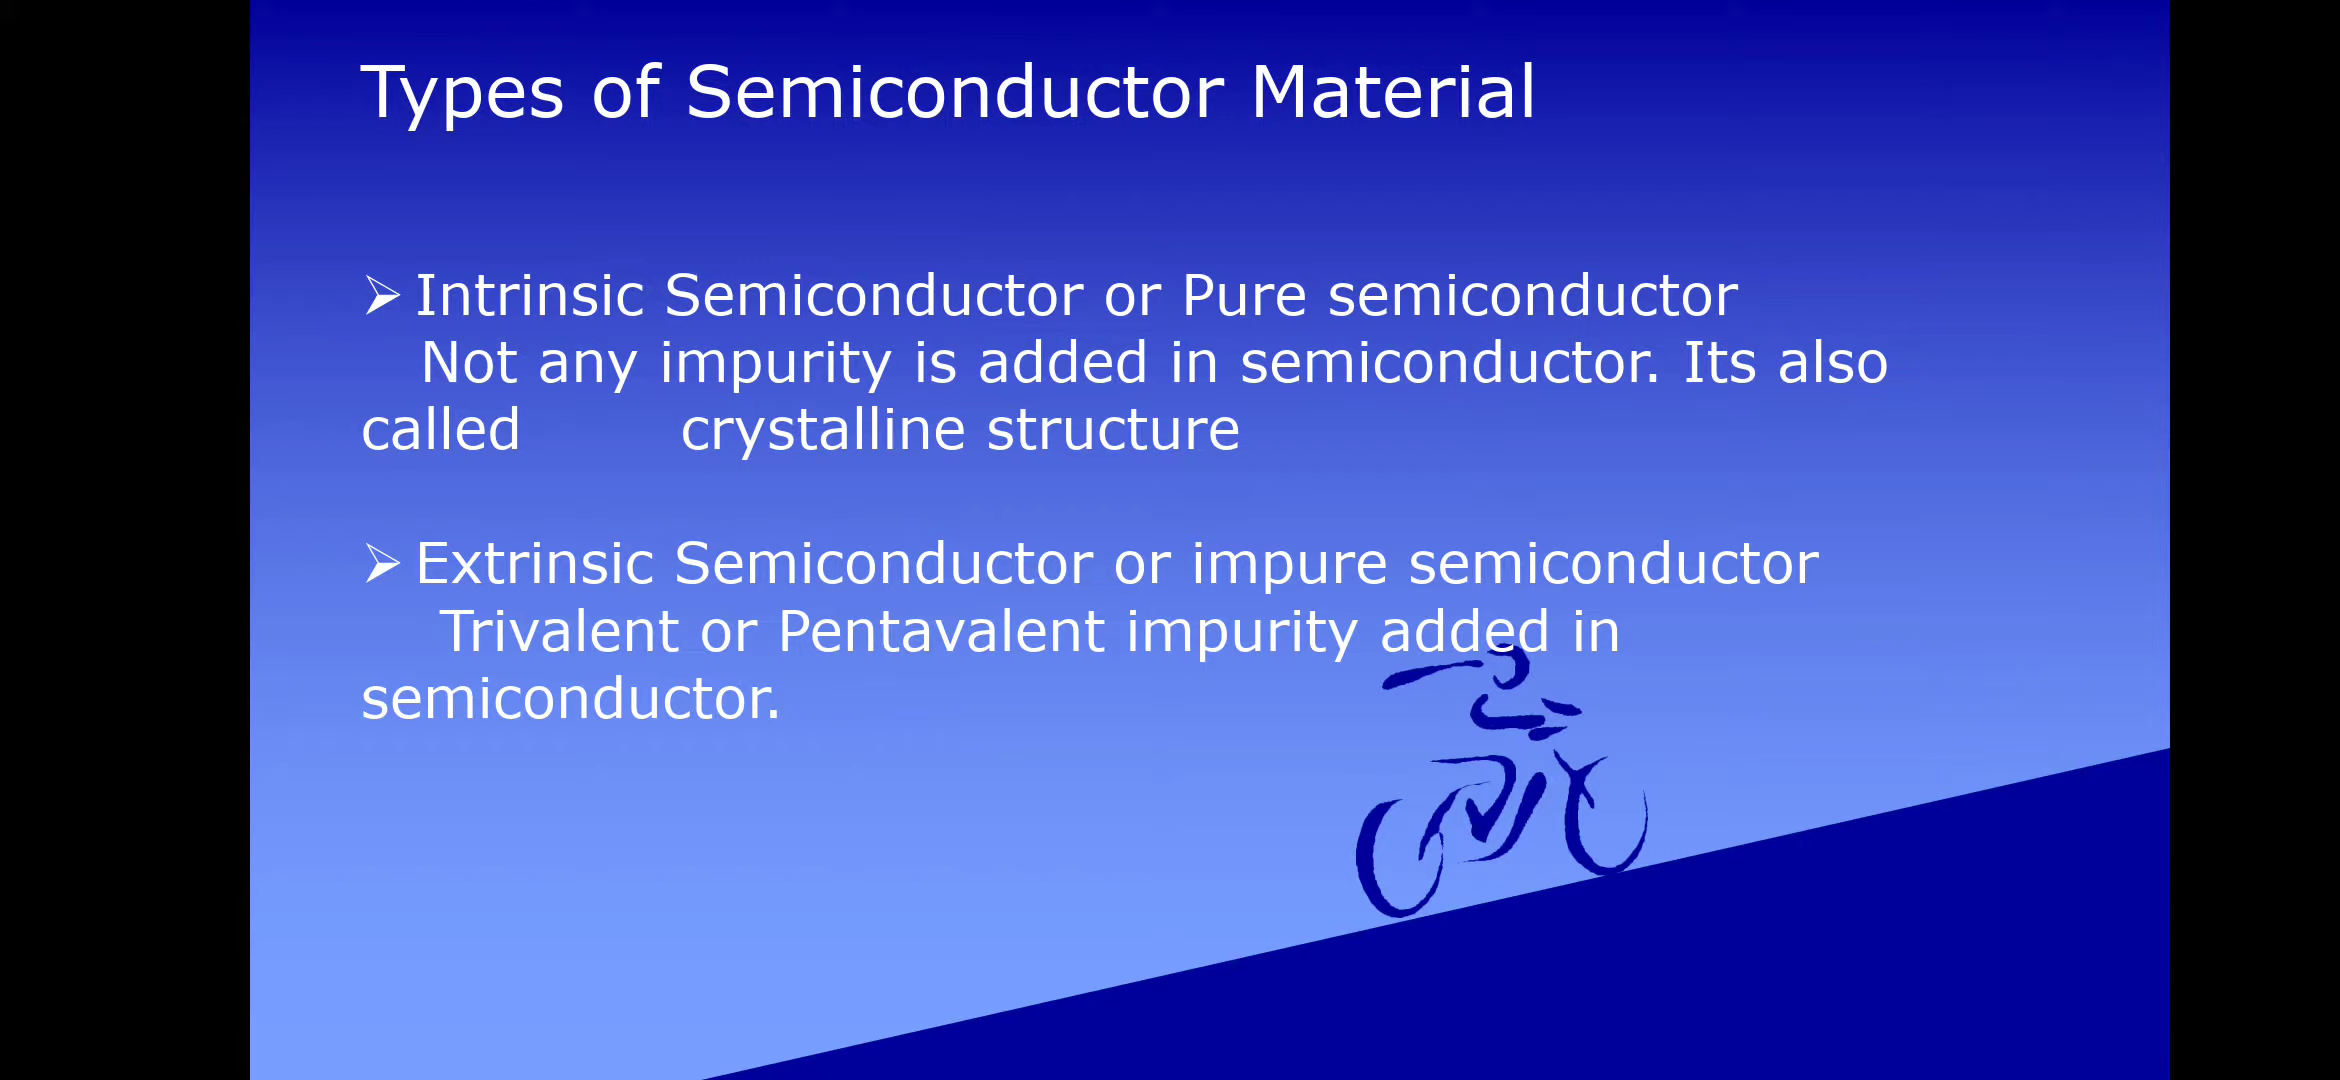 Types of Semiconductor Material
➢ Intrinsic Semiconductor or Pure semiconductor
Not any impurity is added in semiconductor. Its also
called crystalline structure
➢ Extrinsic Semiconductor or impure semiconductor
Trivalent or Pentavalent impurity added in
semiconductor.